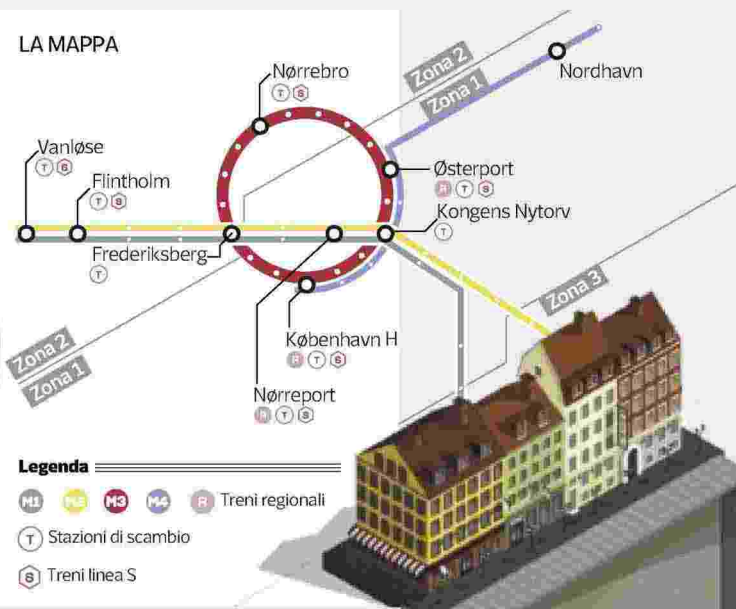 LA MAPPA
Zona 2
Zona 1
Nordhavn
Nørrebro
T S
Vanløse
T S
Flintholm
T S
Østerport
R T S
Kongens Nytorv
T
Frederiksberg
T
Zona 3
København H
R T S
Nørreport
R T S
Zona 2
Zona 1
Legenda
M1 M2 M3 M4 R Treni regionali
T Stazioni di scambio
S Treni linea S